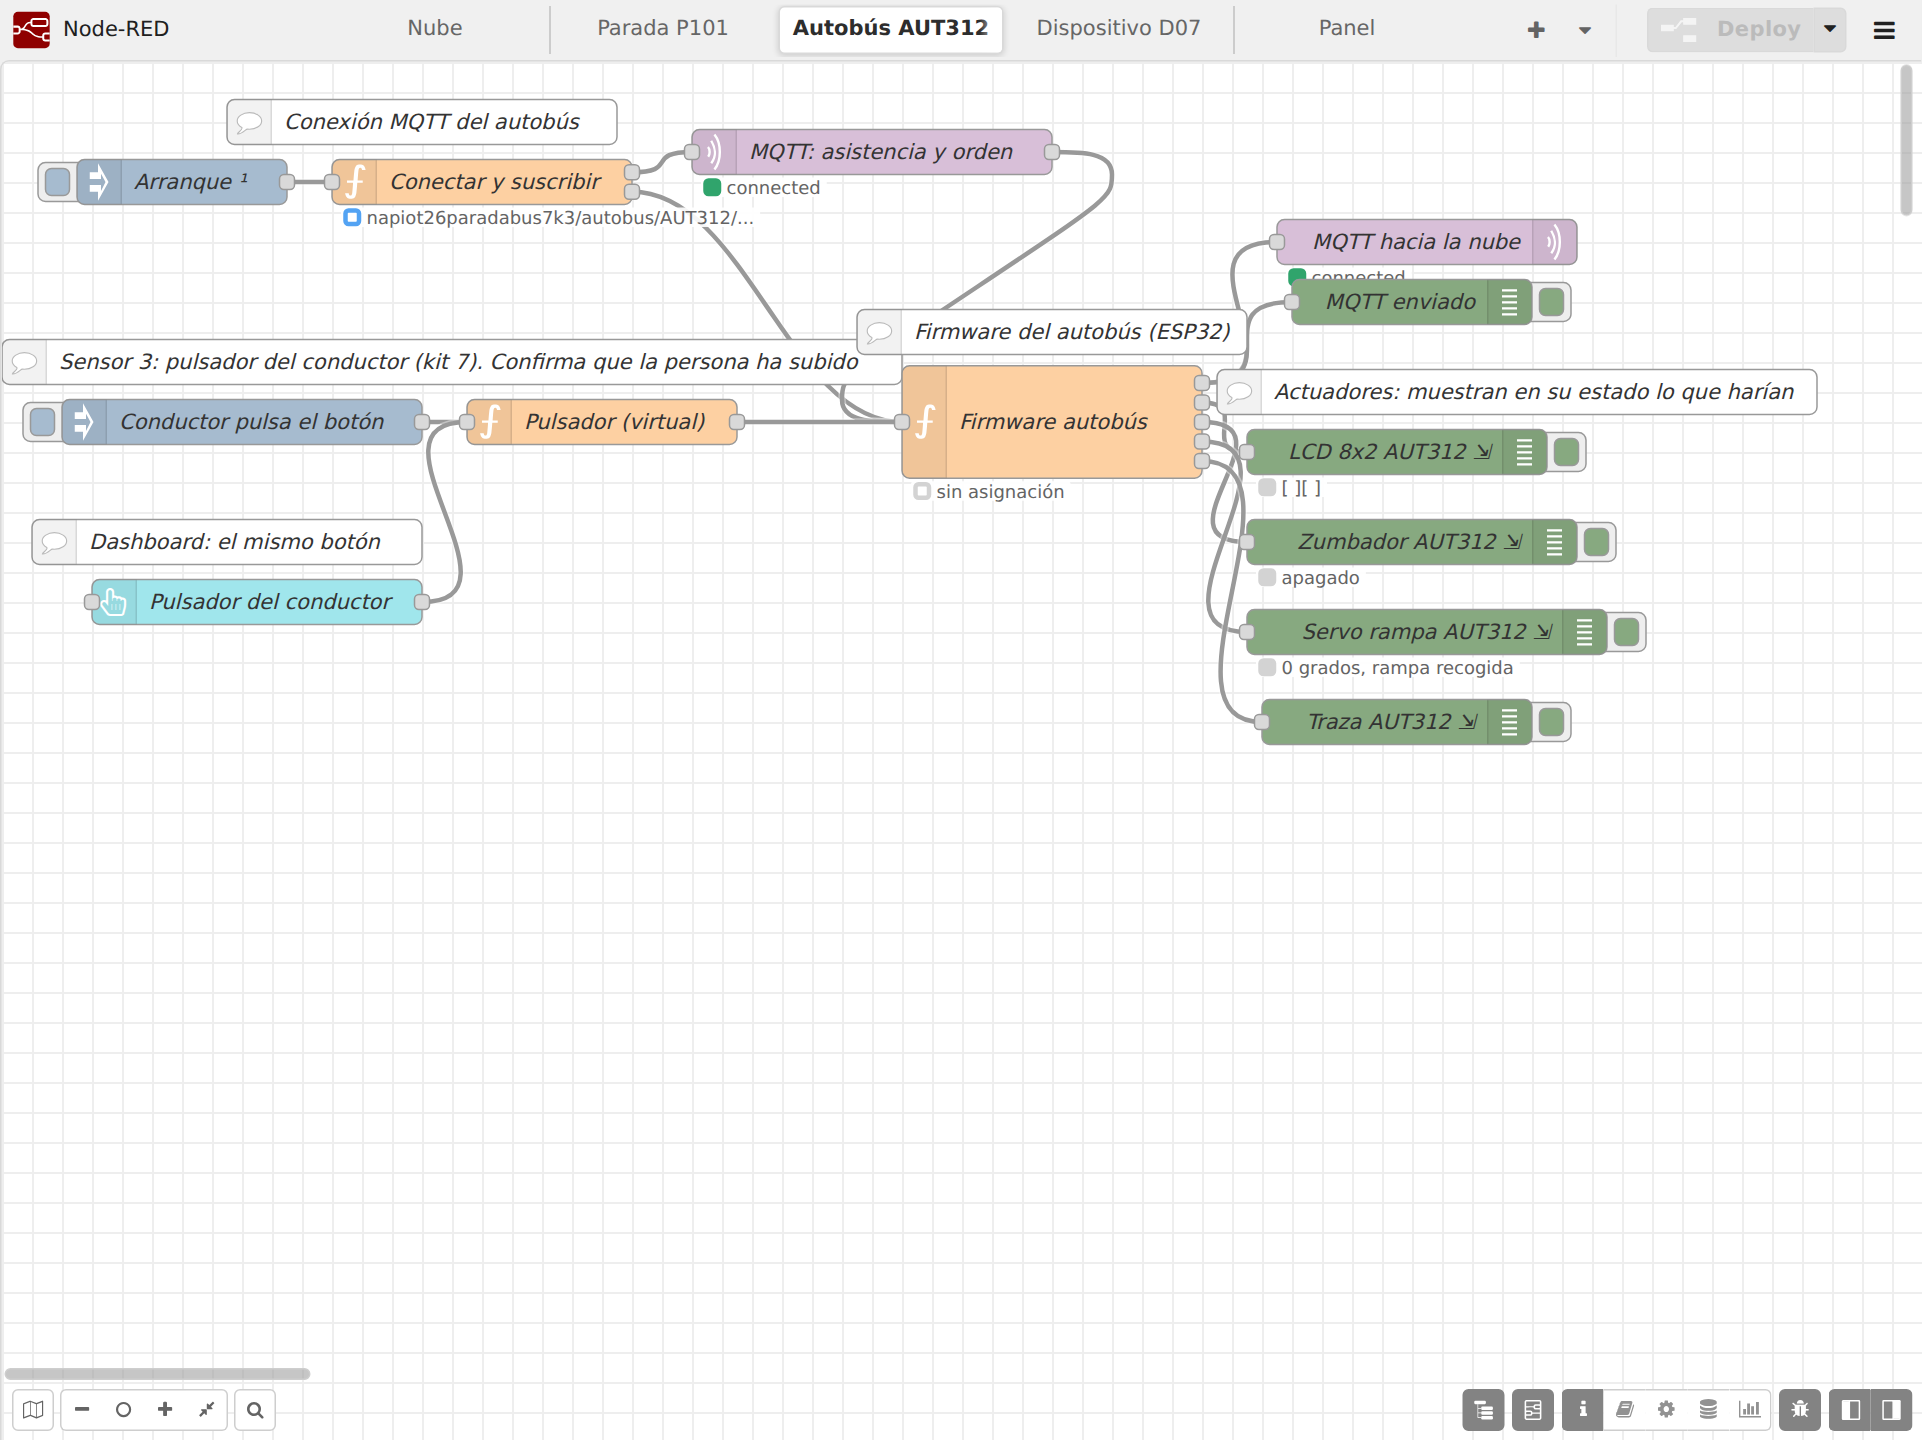 Node-RED
Nube
Parada P101
Autobús AUT312
Dispositivo D07
Panel
Deploy
Conexión MQTT del autobús
MQTT: asistencia y orden
Arranque ¹
Conectar y suscribir
connected
napiot26paradabus7k3/autobus/AUT312/...
MQTT hacia la nube
connected
MQTT enviado
Firmware del autobús (ESP32)
Sensor 3: pulsador del conductor (kit 7). Confirma que la persona ha subido
Actuadores: muestran en su estado lo que harían
Conductor pulsa el botón
Pulsador (virtual)
Firmware autobús
LCD 8x2 AUT312 ⇲
sin asignación
[ ][ ]
Dashboard: el mismo botón
Zumbador AUT312 ⇲
apagado
Pulsador del conductor
Servo rampa AUT312 ⇲
0 grados, rampa recogida
Traza AUT312 ⇲